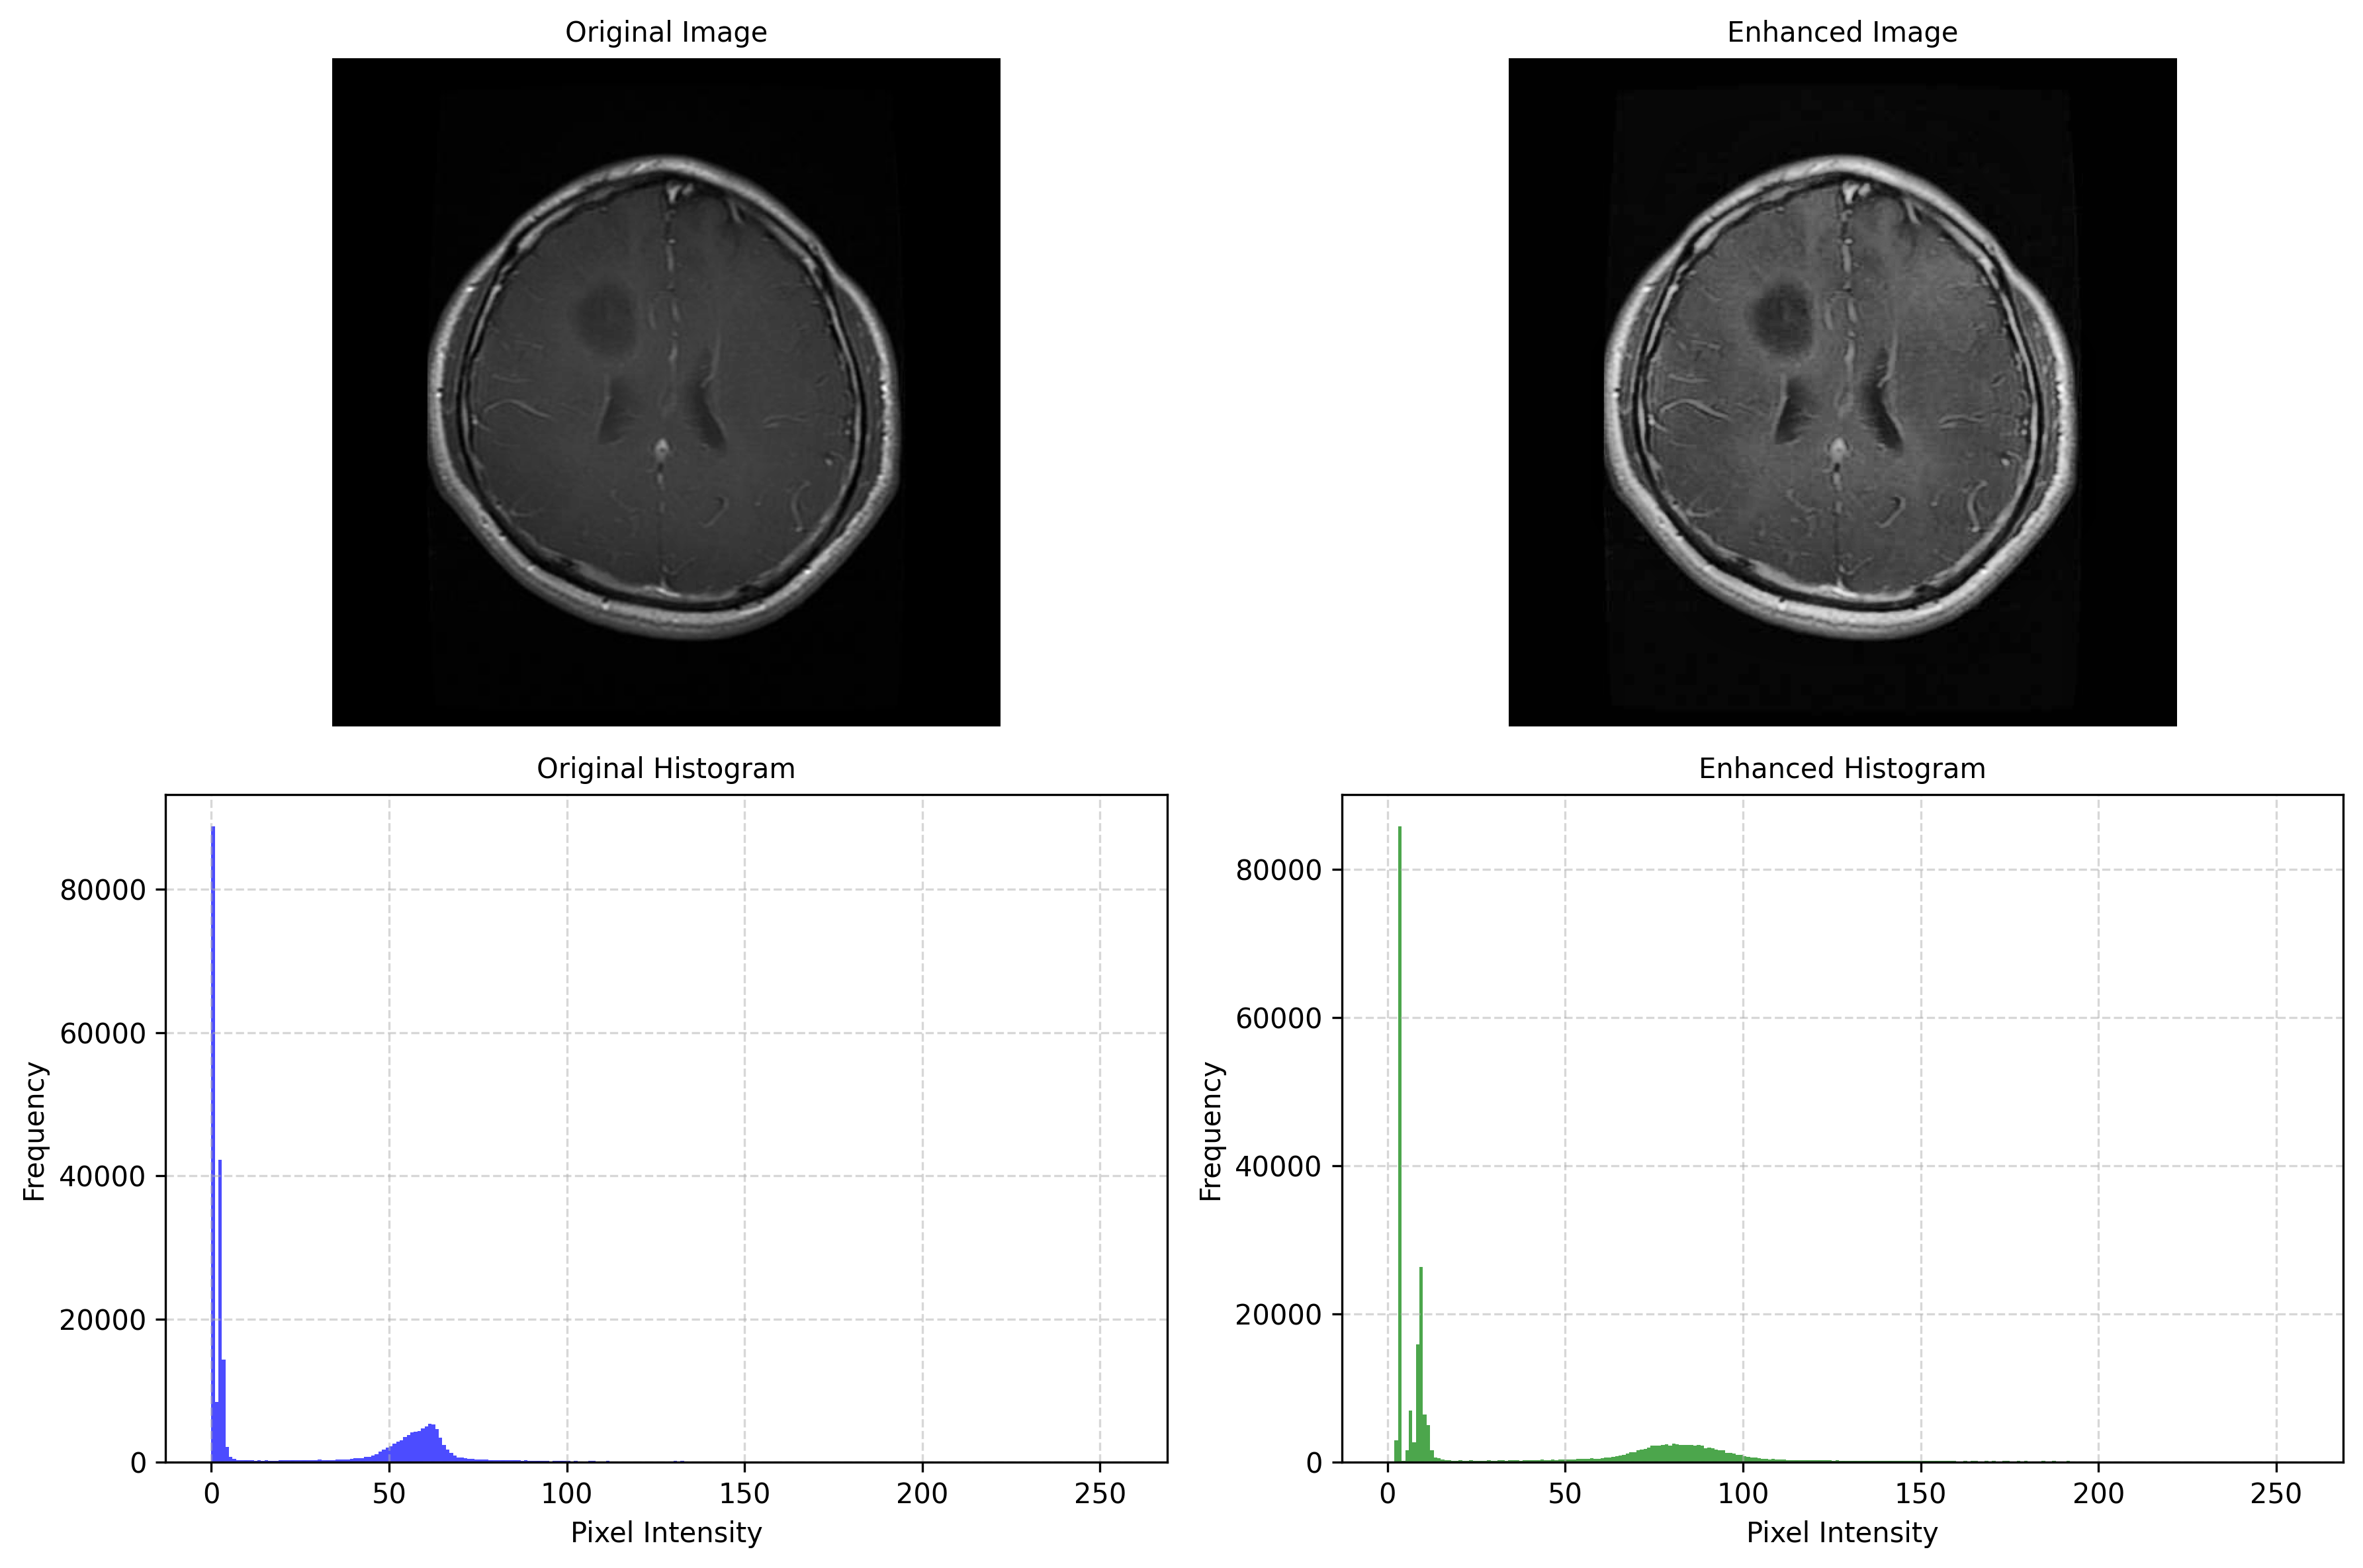 Original Image
Enhanced Image
Original Histogram
Enhanced Histogram
80000
60000
40000
20000
0
Frequency
0 50 100 150 200 250
Pixel Intensity
80000
60000
40000
20000
0
Frequency
0 50 100 150 200 250
Pixel Intensity